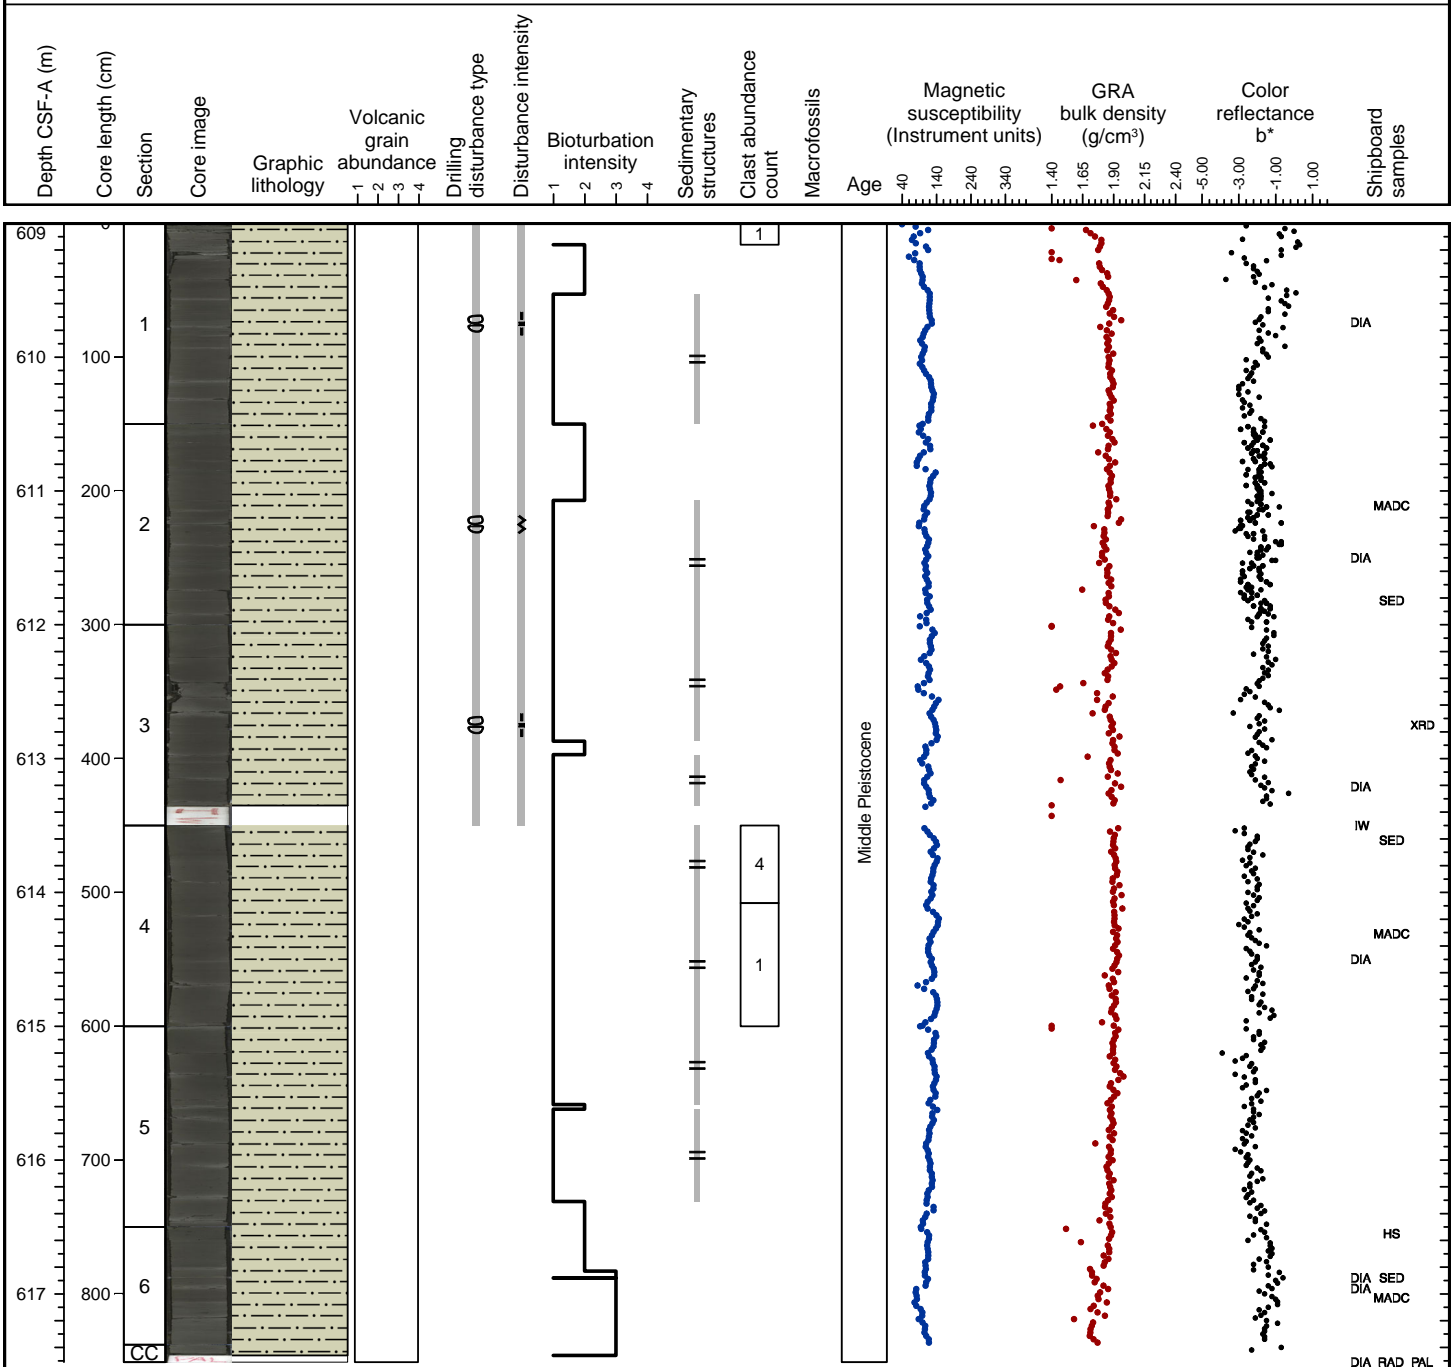 Depth CSF-A (m)
Core length (cm)
Section
Core image
Graphic
lithology
Volcanic
grain
abundance
1 2 3 4
Drilling
disturbance type
Disturbance intensity
Bioturbation
intensity
1 2 3 4
Sedimentary
structures
Clast abundance
count
Macrofossils
Age
Magnetic
susceptibility
(Instrument units)
40 140 240 340
GRA
bulk density
(g/cm³)
1.40 1.65 1.90 2.15 2.40
Color
reflectance
b*
-5.00 -3.00 -1.00 1.00
Shipboard
samples
609 0 1
1 DIA
610 100
611 200
MADC
2
DIA
SED
612 300
3 XRD
613 400
DIA
Middle Pleistocene
IW
SED
4
614 500
4 MADC
DIA
1
615 600
5
616 700
HS
6 DIA SED
DIA
617 800 MADC
CC
DIA RAD PAL